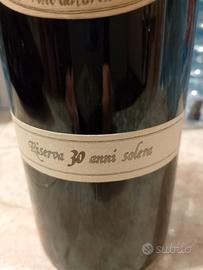 Riserva 30 anni solera
subito